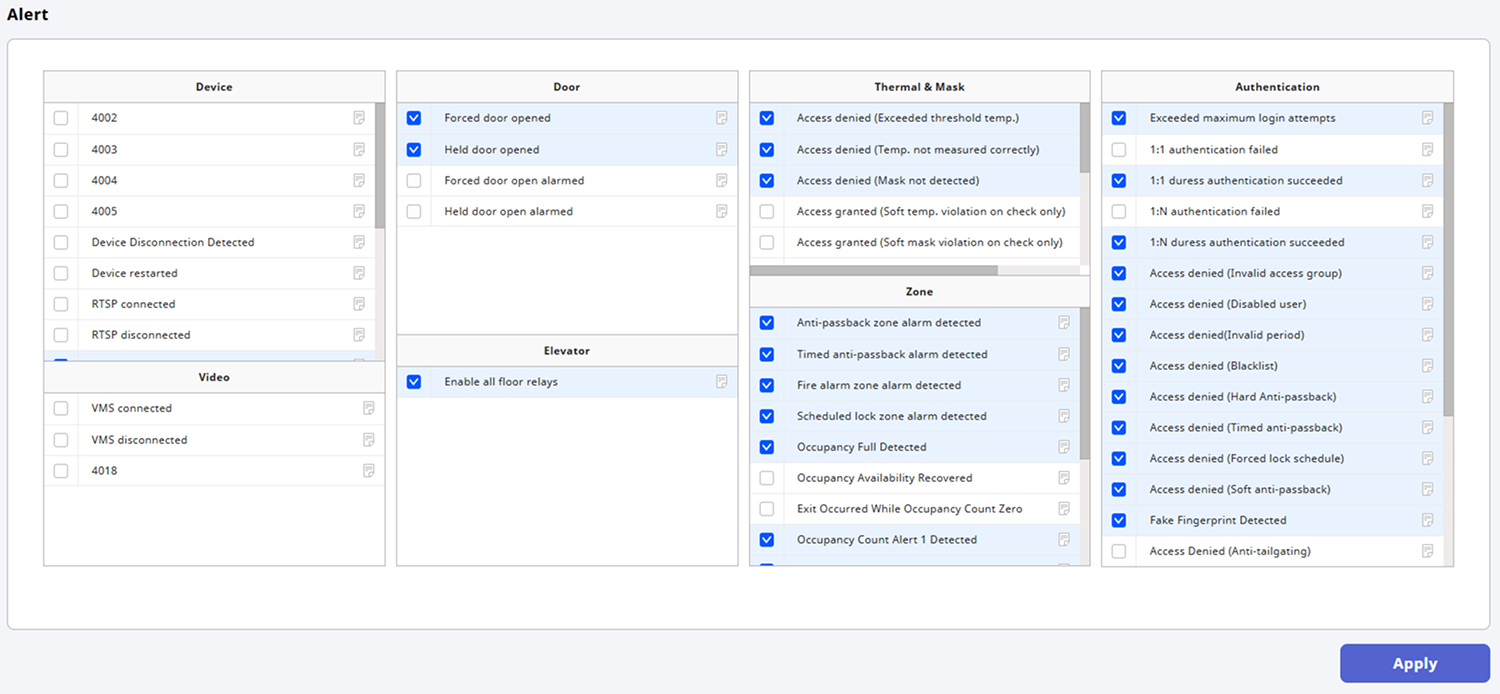 Alert
Device
4002
4003
4004
4005
Device Disconnection Detected
Device restarted
RTSP connected
RTSP disconnected
Video
VMS connected
VMS disconnected
4018
Door
Forced door opened
Held door opened
Forced door open alarmed
Held door open alarmed
Elevator
Enable all floor relays
Thermal & Mask
Access denied (Exceeded threshold temp.)
Access denied (Temp. not measured correctly)
Access denied (Mask not detected)
Access granted (Soft temp. violation on check only)
Access granted (Soft mask violation on check only)
Zone
Anti-passback zone alarm detected
Timed anti-passback alarm detected
Fire alarm zone alarm detected
Scheduled lock zone alarm detected
Occupancy Full Detected
Occupancy Availability Recovered
Exit Occurred While Occupancy Count Zero
Occupancy Count Alert 1 Detected
Authentication
Exceeded maximum login attempts
1:1 authentication failed
1:1 duress authentication succeeded
1:N authentication failed
1:N duress authentication succeeded
Access denied (Invalid access group)
Access denied (Disabled user)
Access denied(Invalid period)
Access denied (Blacklist)
Access denied (Hard Anti-passback)
Access denied (Timed anti-passback)
Access denied (Forced lock schedule)
Access denied (Soft anti-passback)
Fake Fingerprint Detected
Access Denied (Anti-tailgating)
Apply